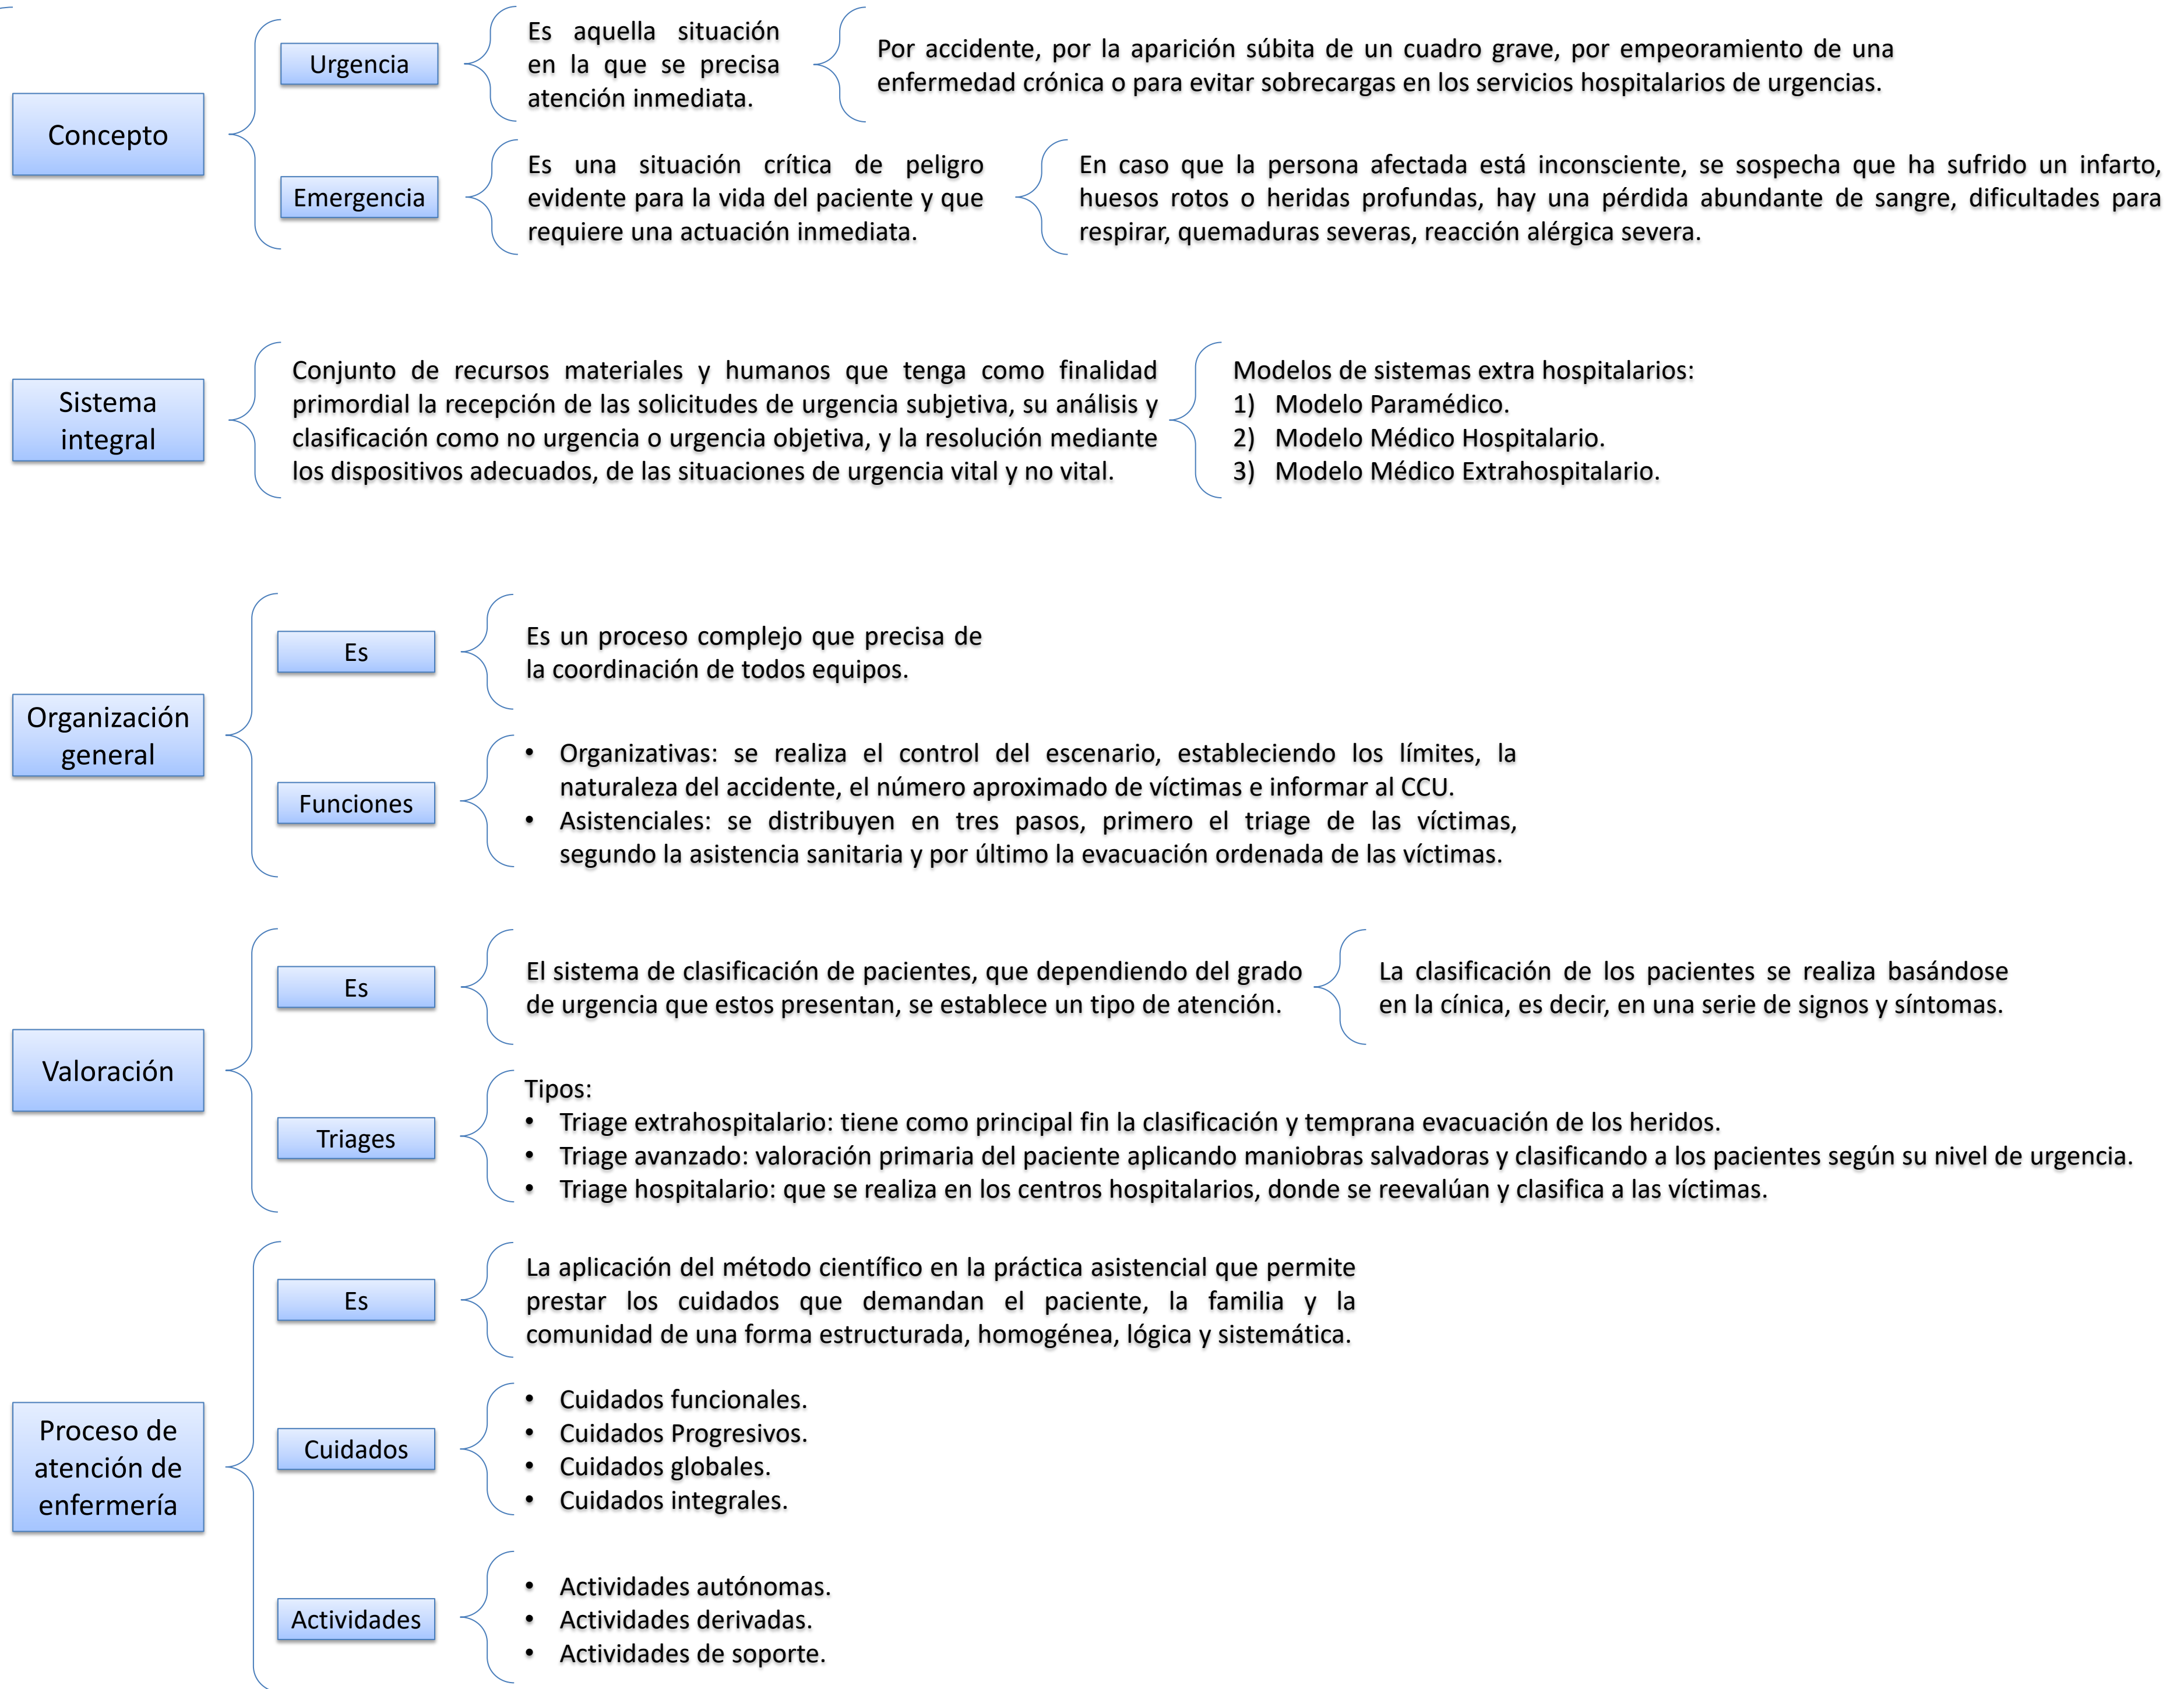 Concepto
Urgencia
Es aquella situación
en la que se precisa
atención inmediata.
Por accidente, por la aparición súbita de un cuadro grave, por empeoramiento de una
enfermedad crónica o para evitar sobrecargas en los servicios hospitalarios de urgencias.
Emergencia
Es una situación crítica de peligro
evidente para la vida del paciente y que
requiere una actuación inmediata.
En caso que la persona afectada está inconsciente, se sospecha que ha sufrido un infarto,
huesos rotos o heridas profundas, hay una pérdida abundante de sangre, dificultades para
respirar, quemaduras severas, reacción alérgica severa.
Sistema
integral
Conjunto de recursos materiales y humanos que tenga como finalidad
primordial la recepción de las solicitudes de urgencia subjetiva, su análisis y
clasificación como no urgencia o urgencia objetiva, y la resolución mediante
los dispositivos adecuados, de las situaciones de urgencia vital y no vital.
Modelos de sistemas extra hospitalarios:
1) Modelo Paramédico.
2) Modelo Médico Hospitalario.
3) Modelo Médico Extrahospitalario.
Organización
general
Es
Es un proceso complejo que precisa de
la coordinación de todos equipos.
Funciones
• Organizativas: se realiza el control del escenario, estableciendo los límites, la
naturaleza del accidente, el número aproximado de víctimas e informar al CCU.
• Asistenciales: se distribuyen en tres pasos, primero el triage de las víctimas,
segundo la asistencia sanitaria y por último la evacuación ordenada de las víctimas.
Valoración
Es
El sistema de clasificación de pacientes, que dependiendo del grado
de urgencia que estos presentan, se establece un tipo de atención.
La clasificación de los pacientes se realiza basándose
en la cínica, es decir, en una serie de signos y síntomas.
Triages
Tipos:
• Triage extrahospitalario: tiene como principal fin la clasificación y temprana evacuación de los heridos.
• Triage avanzado: valoración primaria del paciente aplicando maniobras salvadoras y clasificando a los pacientes según su nivel de urgencia.
• Triage hospitalario: que se realiza en los centros hospitalarios, donde se reevalúan y clasifica a las víctimas.
Proceso de
atención de
enfermería
Es
La aplicación del método científico en la práctica asistencial que permite
prestar los cuidados que demandan el paciente, la familia y la
comunidad de una forma estructurada, homogénea, lógica y sistemática.
Cuidados
• Cuidados funcionales.
• Cuidados Progresivos.
• Cuidados globales.
• Cuidados integrales.
Actividades
• Actividades autónomas.
• Actividades derivadas.
• Actividades de soporte.